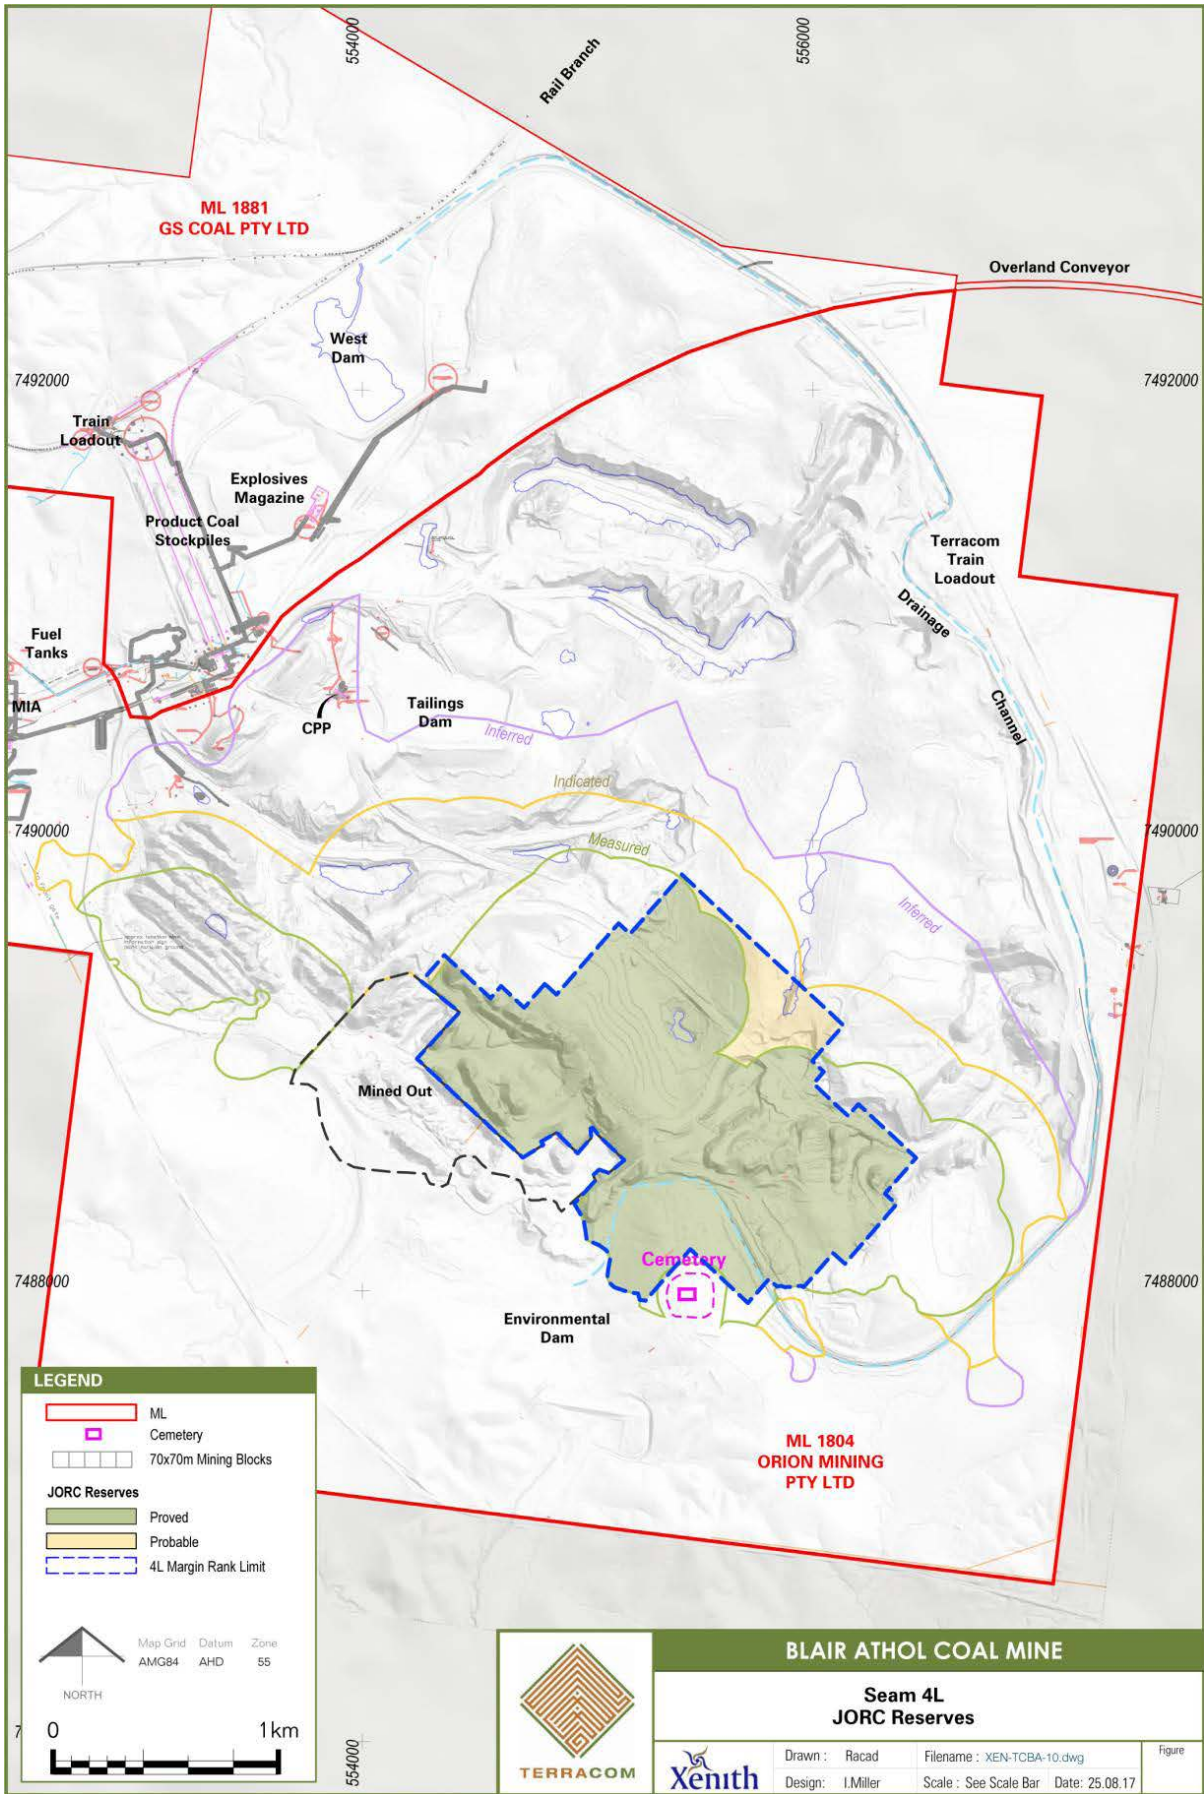 554000
556000
Rail Branch
ML 1881
GS COAL PTY LTD
Overland Conveyor
West
Dam
7492000
7492000
Train
Loadout
Explosives
Magazine
Product Coal
Stockpiles
Terracom
Train
Loadout
Drainage
Channel
Fuel
Tanks
MIA
CPP
Tailings
Dam
Inferred
Indicated
Measured
7490000
7490000
Inferred
Mined Out
Cemetery
7488000
7488000
Environmental
Dam
ML 1804
ORION MINING
PTY LTD
LEGEND
ML
Cemetery
70x70m Mining Blocks
JORC Reserves
Proved
Probable
4L Margin Rank Limit
Map Grid Datum Zone
AMG84 AHD 55
NORTH
0 1km
554000
TERRACOM
BLAIR ATHOL COAL MINE
Seam 4L
JORC Reserves
Xenith
Drawn : Racad
Filename : XEN-TCBA-10.dwg
Figure
Design: I.Miller
Scale : See Scale Bar
Date: 25.08.17